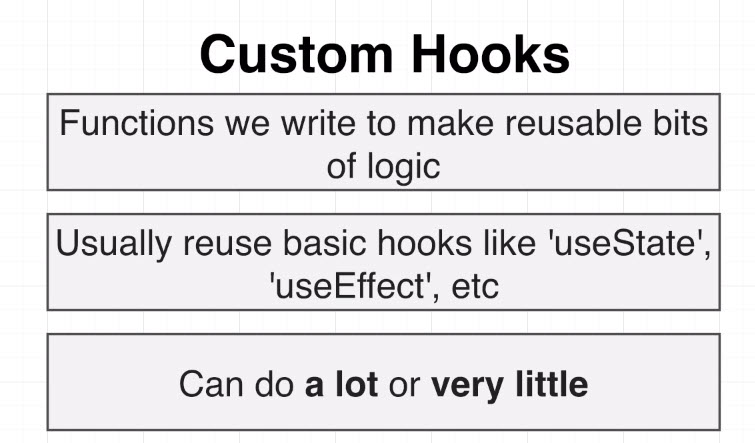 Custom Hooks
Functions we write to make reusable bits
of logic
Usually reuse basic hooks like 'useState',
'useEffect', etc
Can do a lot or very little